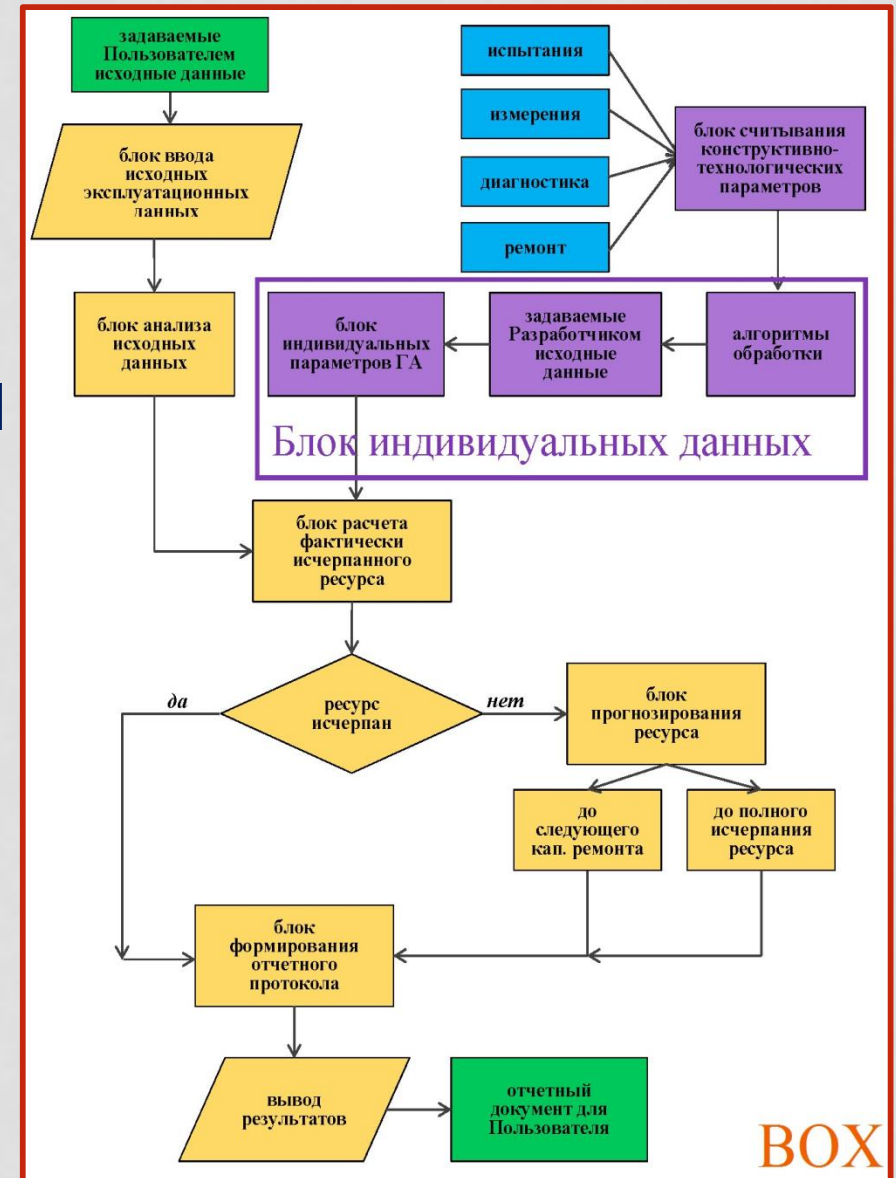 задаваемые
Пользователем
исходные данные
испытания
измерения
диагностика
ремонт
блок считывания
конструктивно-
технологических
параметров
блок ввода
исходных
эксплуатационных
данных
блок анализа
исходных
данных
блок
индивидуальных
параметров ГА
задаваемые
Разработчиком
исходные
данные
алгоритмы
обработки
Блок индивидуальных данных
блок расчета
фактически
исчерпанного
ресурса
да
ресурс
исчерпан
нет
блок
прогнозирования
ресурса
до
следующего
кап. ремонта
до полного
исчерпания
ресурса
блок
формирования
отчетного
протокола
вывод
результатов
отчетный
документ для
Пользователя
BOX